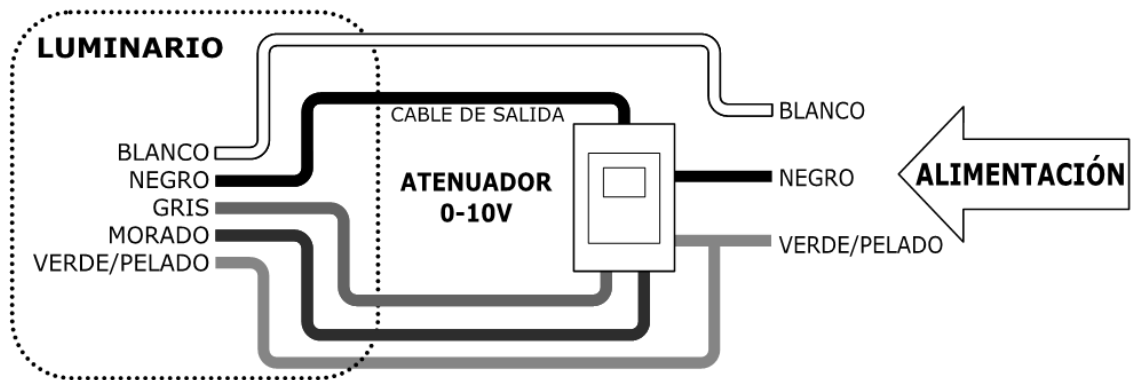 LUMINARIO
CABLE DE SALIDA
BLANCO
NEGRO
GRIS
MORADO
VERDE/PELADO
ATENUADOR
0-10V
BLANCO
NEGRO
VERDE/PELADO
ALIMENTACIÓN